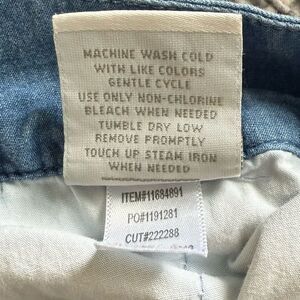 MACHINE WASH COLD
WITH LIKE COLORS
GENTLE CYCLE
USE ONLY NON-CHLORINE
BLEACH WHEN NEEDED
TUMBLE DRY LOW
REMOVE PROMPTLY
TOUCH UP STEAM IRON
WHEN NEEDED
ITEM#11684891
PO#1191281
CUT#222288